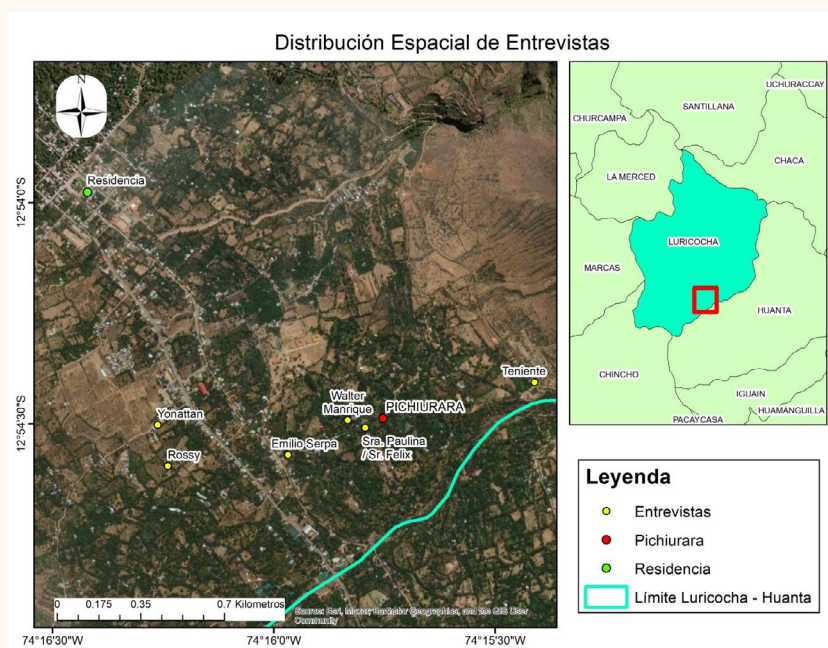 Distribución Espacial de Entrevistas
N
Residencia
12°54'0"S
12°54'30"S
Teniente
Walter
Manrique
PICHIURARA
Yonattan
Emilio Serpa
Sra. Paulina
/ Sr. Felix
Rossy
0 0.175 0.35 0.7 Kilometros
Source: Esri, Maxar, Earthstar Geographics, and the GIS User
Community
74°16'30"W 74°16'0"W 74°15'30"W
UCHURACCAY
SANTILLANA
CHURCAMPA
CHACA
LA MERCED
LURICOCHA
MARCAS
HUANTA
CHINCHO
IGUAIN
HUAMANGUILLA
PACAYCASA
Leyenda
Entrevistas
Pichiurara
Residencia
Límite Luricocha - Huanta